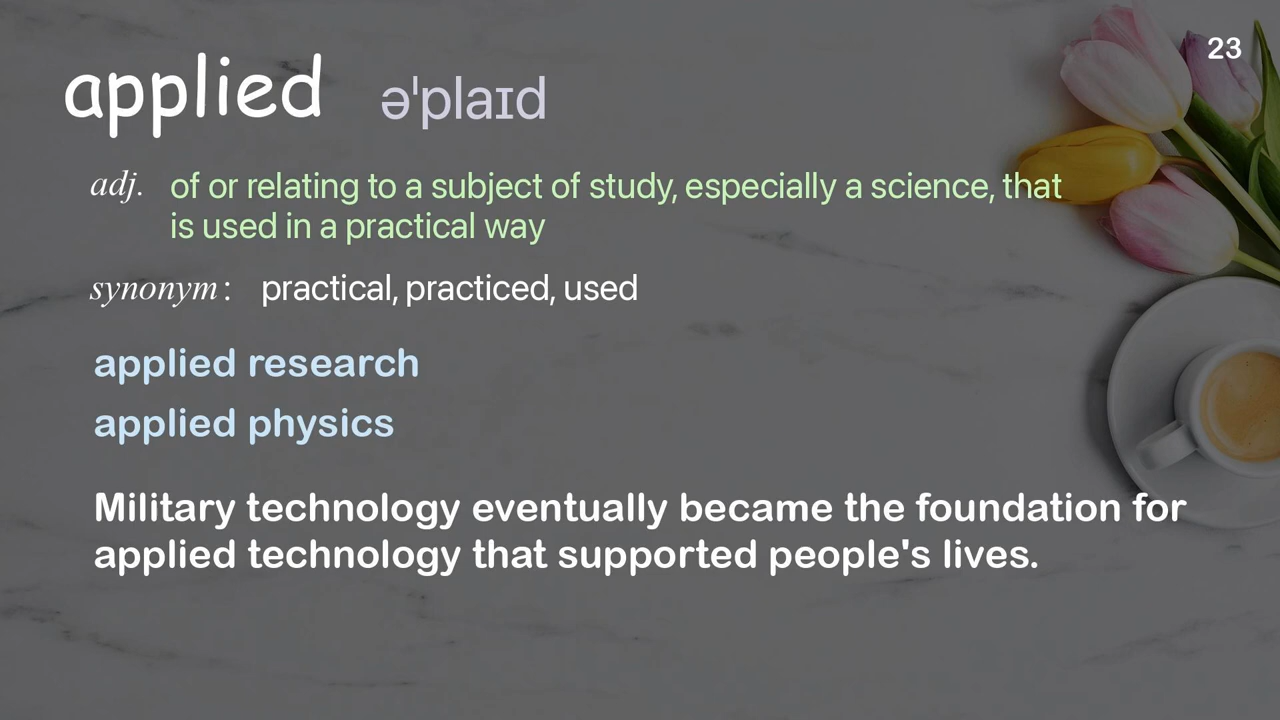 23
applied ə'plaɪd
adj. of or relating to a subject of study, especially a science, that
is used in a practical way
synonym: practical, practiced, used
applied research
applied physics
Military technology eventually became the foundation for
applied technology that supported people's lives.